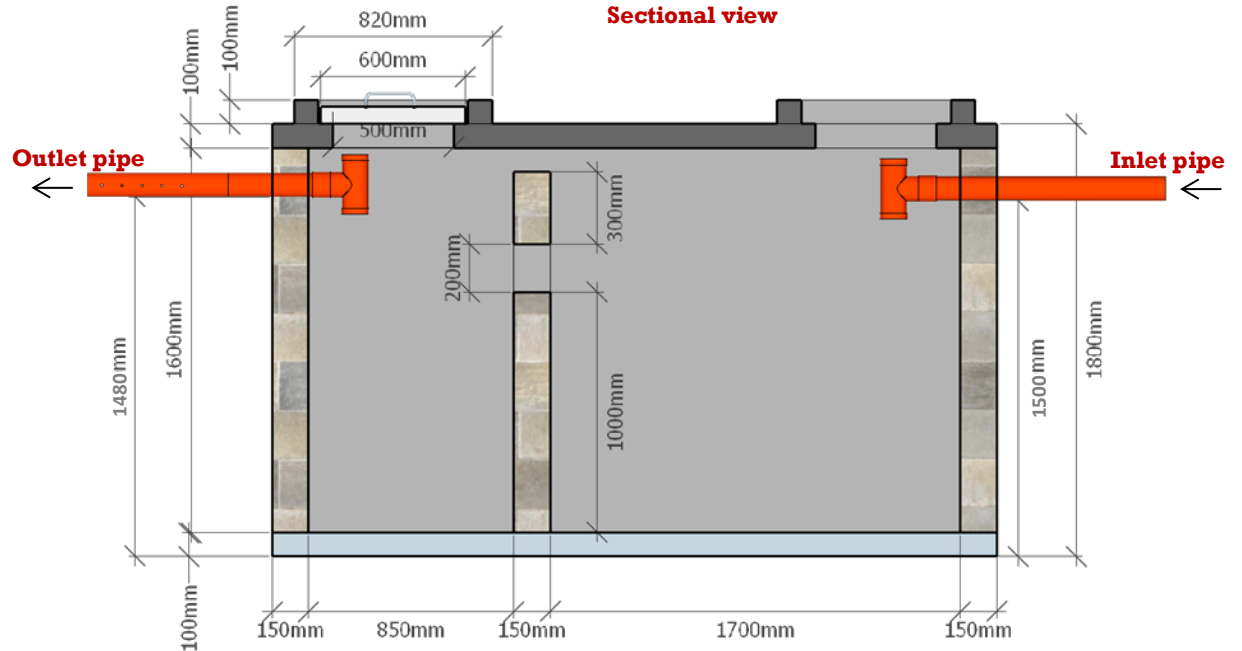 Sectional view
820mm
600mm
100mm
100mm
500mm
Outlet pipe
Inlet pipe
300mm
200mm
1480mm
1600mm
1000mm
1500mm
1800mm
100mm
150mm
850mm
150mm
1700mm
150mm